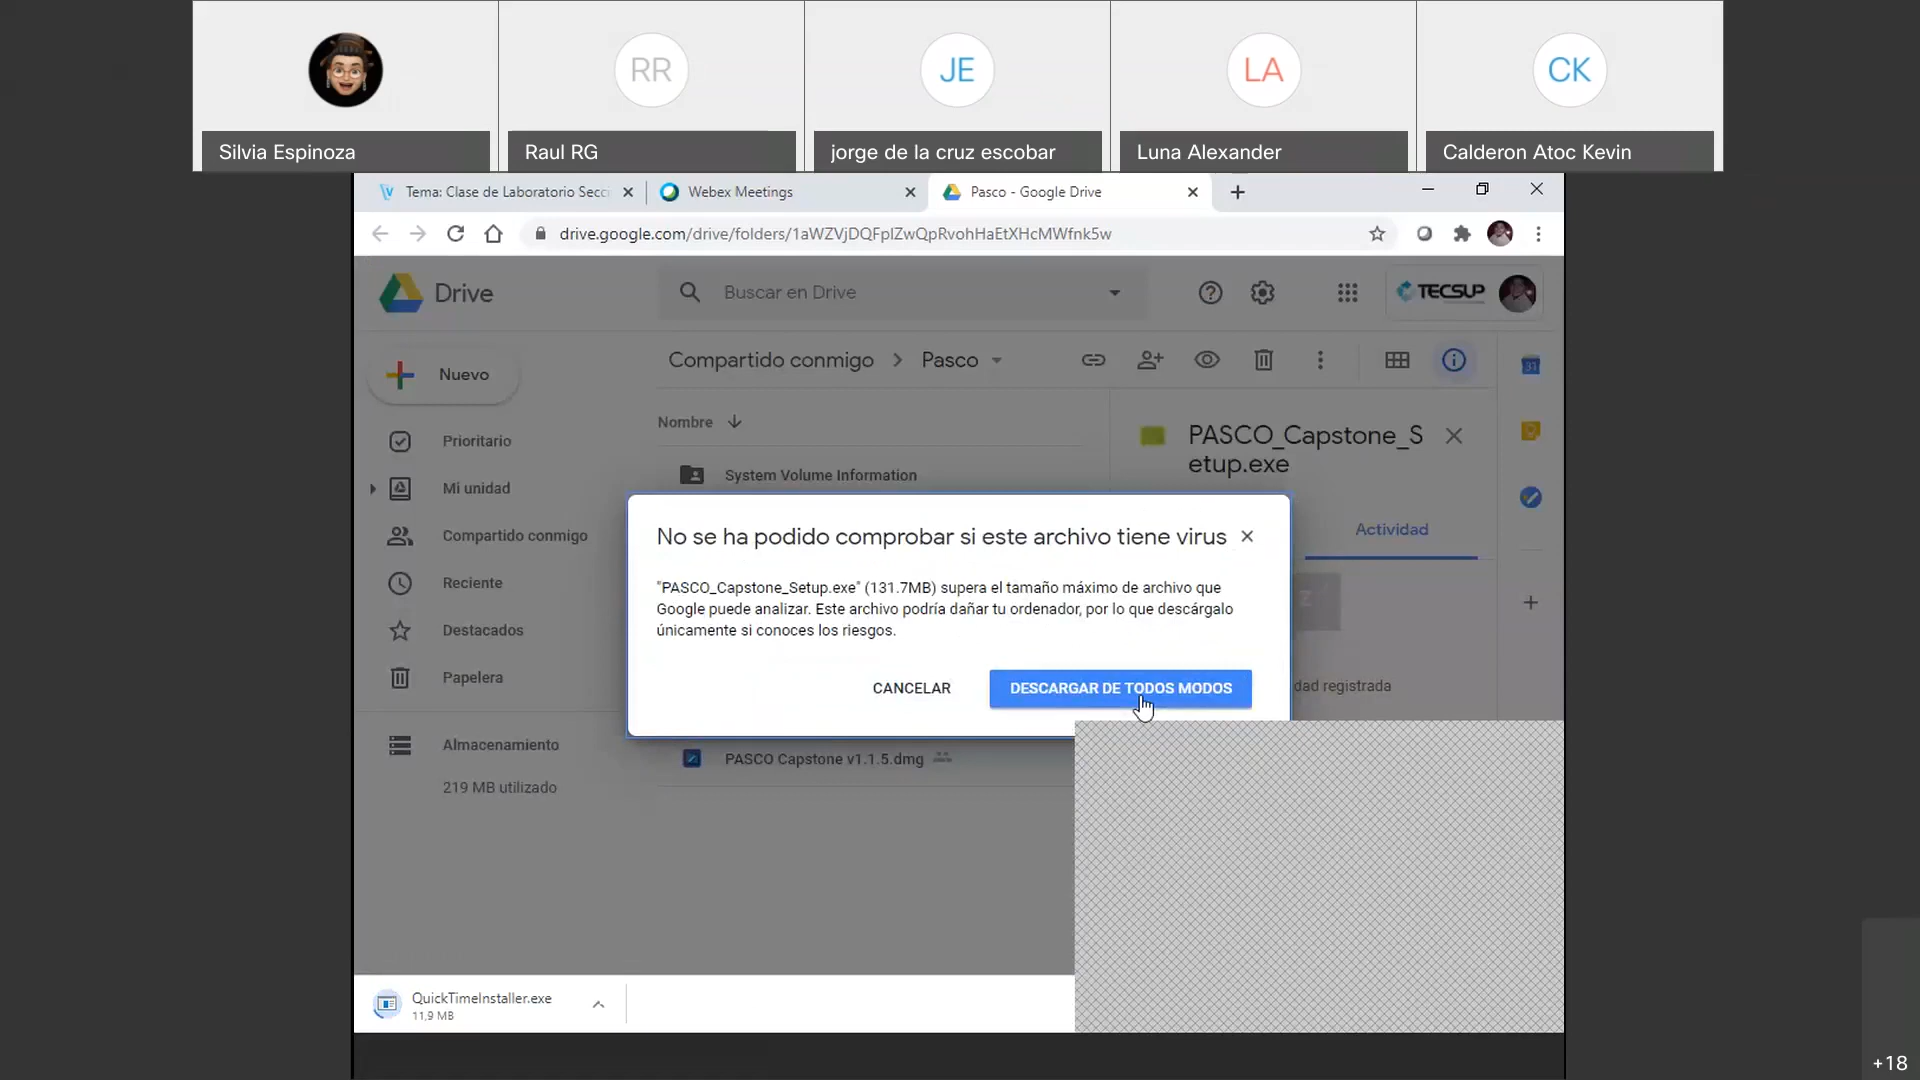 RR
JE
LA
CK
Silvia Espinoza
Raul RG
jorge de la cruz escobar
Luna Alexander
Calderon Atoc Kevin
Tema: Clase de Laboratorio Secc
Webex Meetings
Pasco - Google Drive
drive.google.com/drive/folders/1aWZVjDQFplZwQpRvohHaEtXHcMWfnk5w
Drive
Buscar en Drive
TECSUP
Nuevo
Compartido conmigo
Pasco
31
Prioritario
Mi unidad
Compartido conmigo
Reciente
Destacados
Papelera
Almacenamiento
219 MB utilizado
Nombre
System Volume Information
PASCO_Capstone_S
etup.exe
Actividad
No se ha podido comprobar si este archivo tiene virus
"PASCO_Capstone_Setup.exe" (131.7MB) supera el tamaño máximo de archivo que
Google puede analizar. Este archivo podría dañar tu ordenador, por lo que descárgalo
únicamente si conoces los riesgos.
CANCELAR
DESCARGAR DE TODOS MODOS
dad registrada
PASCO Capstone v1.1.5.dmg
QuickTimeInstaller.exe
11,9 MB
+18